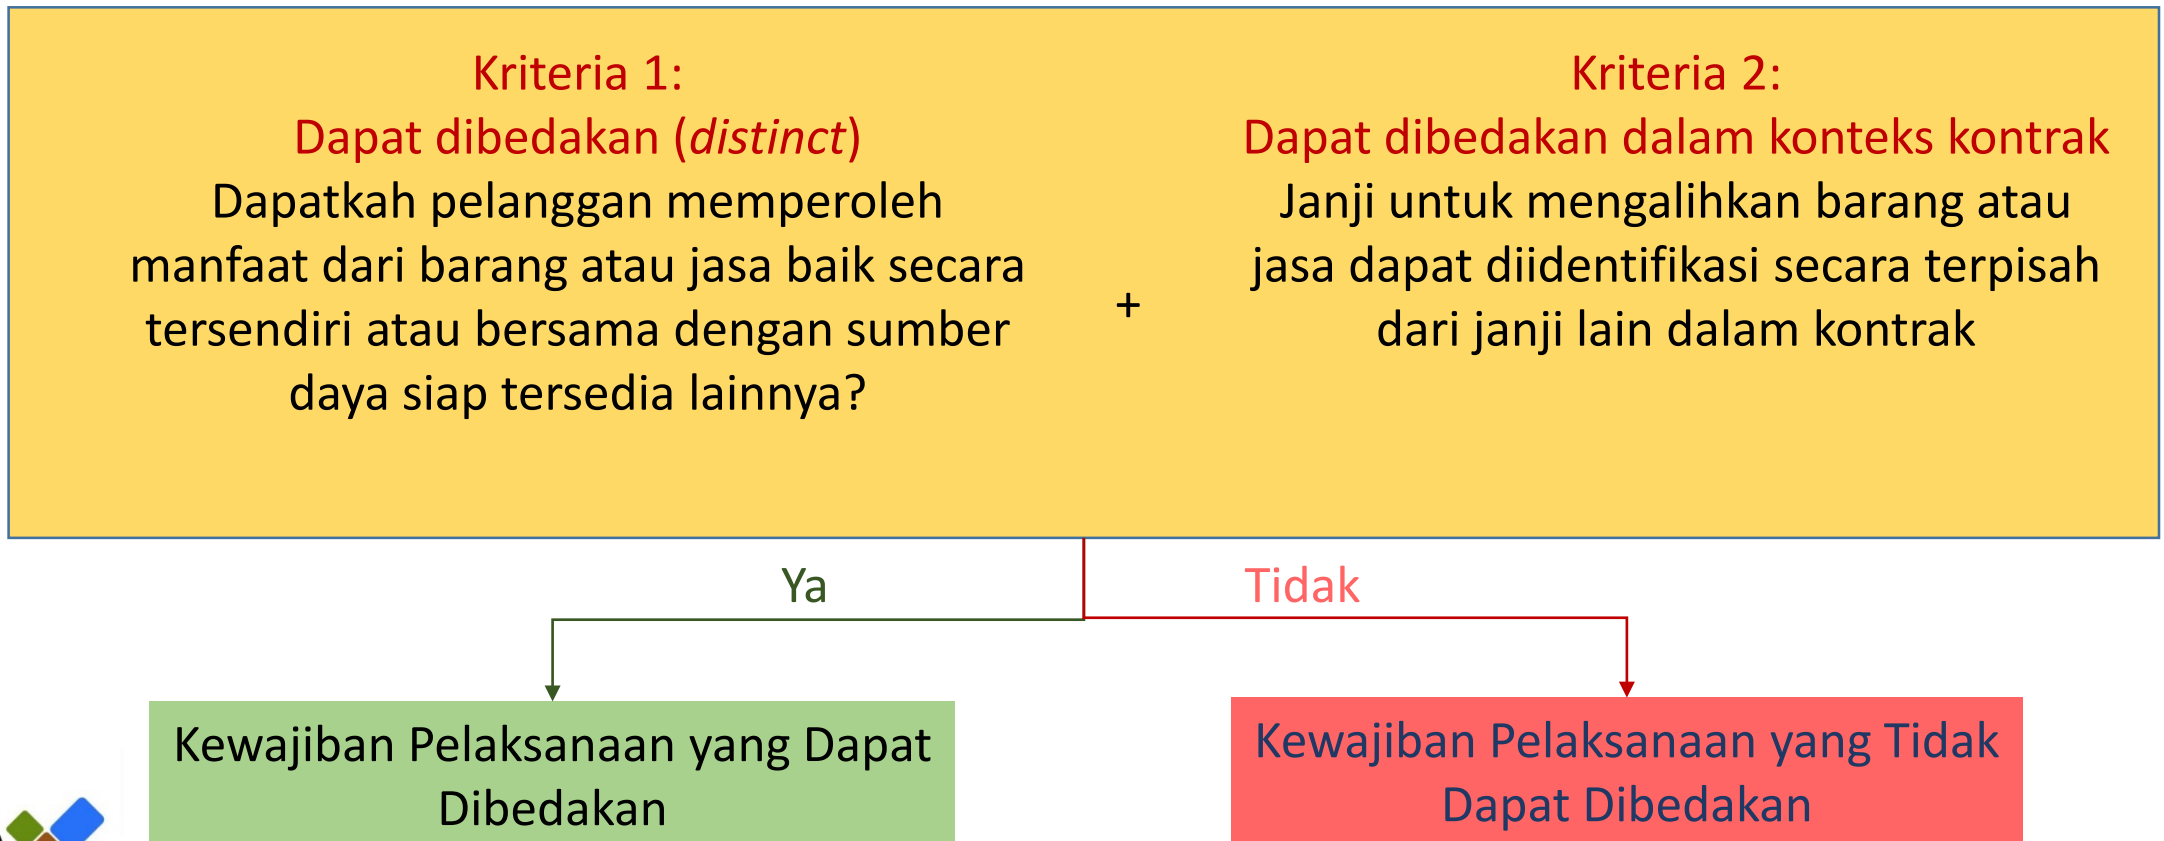 Kriteria 1:
Dapat dibedakan (distinct)
Dapatkah pelanggan memperoleh
manfaat dari barang atau jasa baik secara
tersendiri atau bersama dengan sumber
daya siap tersedia lainnya?
+
Kriteria 2:
Dapat dibedakan dalam konteks kontrak
Janji untuk mengalihkan barang atau
jasa dapat diidentifikasi secara terpisah
dari janji lain dalam kontrak
Ya
Tidak
Kewajiban Pelaksanaan yang Dapat
Dibedakan
Kewajiban Pelaksanaan yang Tidak
Dapat Dibedakan